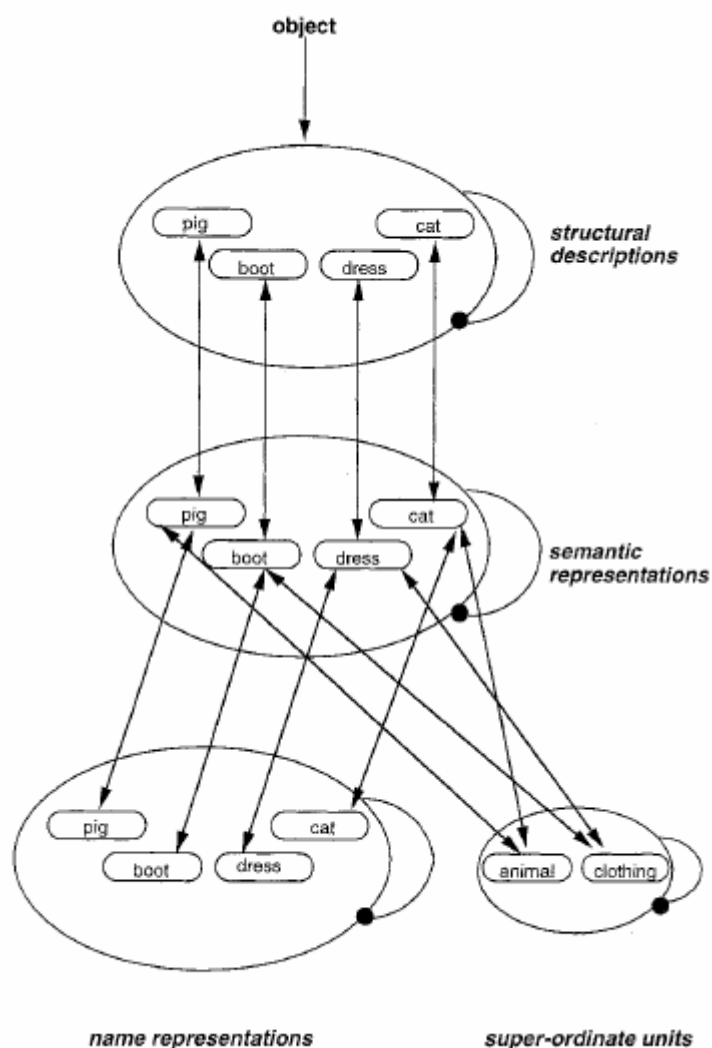 object
pig
cat
boot
dress
structural
descriptions
pig
cat
boot
dress
semantic
representations
pig
cat
boot
dress
animal
clothing
name representations
super-ordinate units